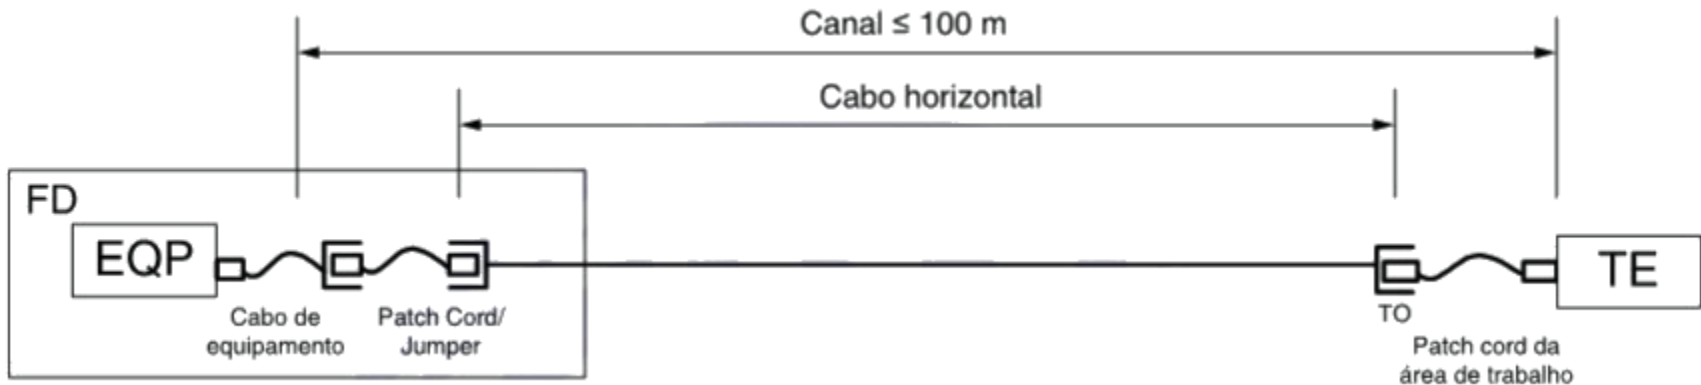 Canal ≤ 100 m
Cabo horizontal
FD
EQP
TE
Cabo de
equipamento
Patch Cord/
Jumper
TO
Patch cord da
área de trabalho